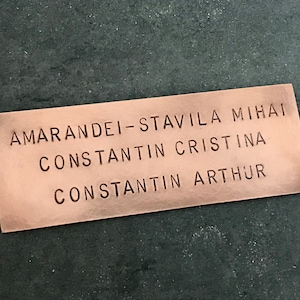 AMARANDEI-STAVILA MIHAI
CONSTANTIN CRISTINA
CONSTANTIN ARTHUR